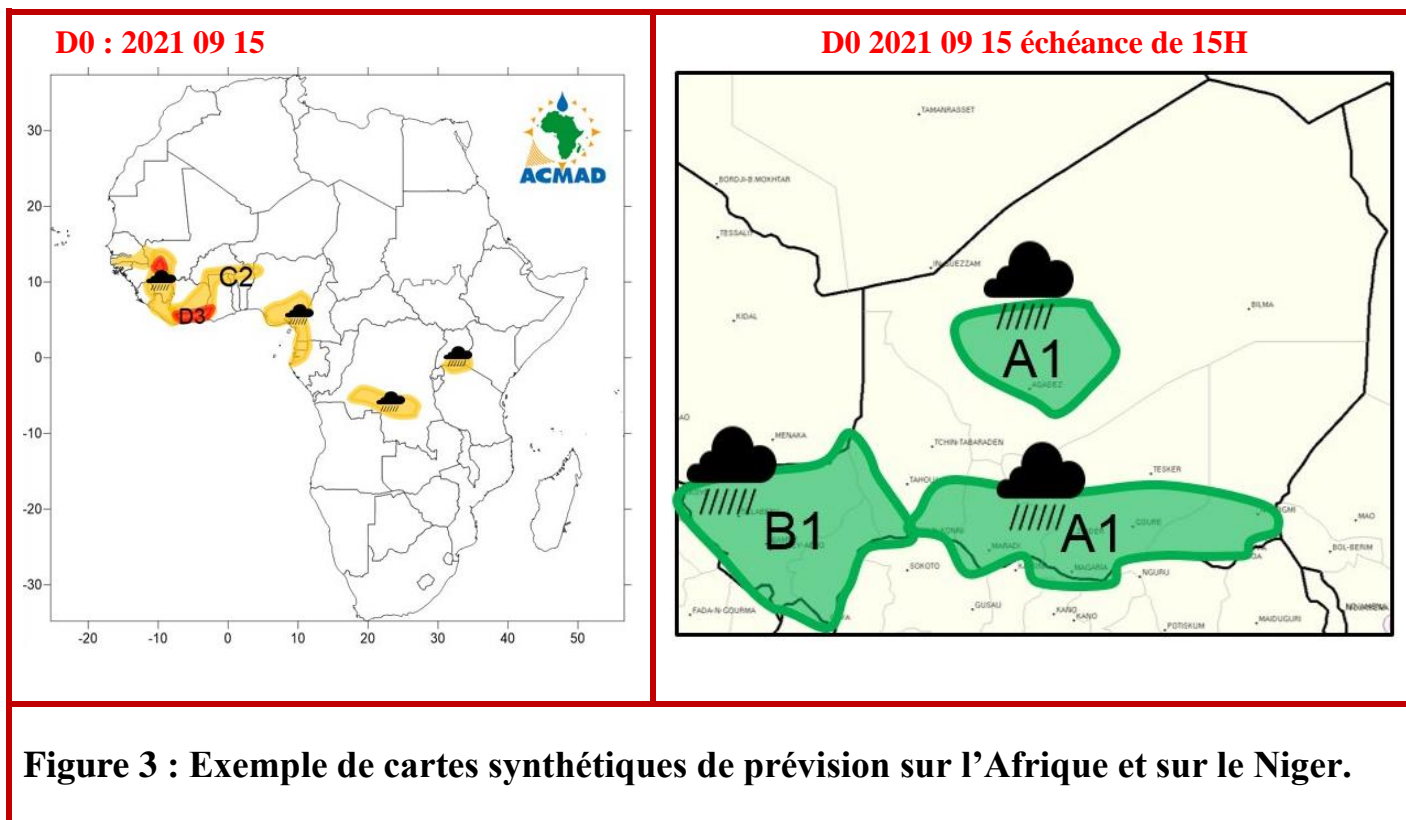 D0 : 2021 09 15
ACMAD
30
20
10
0
-10
-20
-30
-20
-10
0
10
20
30
40
50
C2
D3
D0 2021 09 15 échéance de 15H
TAMANRASSET
BORDJ-B.MOKHTAR
TESSALIT
IN-GUEZZAM
BILMA
KIDAL
A1
AGADEZ
MENAKA
TCHIN-TABARADEN
TESKER
B1
A1
GOURE
MARADI
MAO
BOL-BERIM
SOKOTO
MAGARIA
NGURU
FADA-N-GOURMA
GUSAU
KANO
KANO
POTISKUM
MAIDUGURI
Figure 3 : Exemple de cartes synthétiques de prévision sur l’Afrique et sur le Niger.